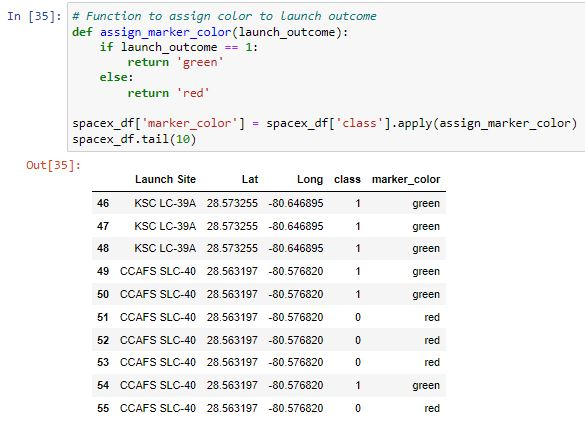 In [35]: # Function to assign color to launch outcome
def assign_marker_color(launch_outcome):
    if launch_outcome == 1:
        return 'green'
    else:
        return 'red'
spacex_df['marker_color'] = spacex_df['class'].apply(assign_marker_color)
spacex_df.tail(10)
Out[35]:
Launch Site Lat Long class marker_color
46 KSC LC-39A 28.573255 -80.646895 1 green
47 KSC LC-39A 28.573255 -80.646895 1 green
48 KSC LC-39A 28.573255 -80.646895 1 green
49 CCAFS SLC-40 28.563197 -80.576820 1 green
50 CCAFS SLC-40 28.563197 -80.576820 1 green
51 CCAFS SLC-40 28.563197 -80.576820 0 red
52 CCAFS SLC-40 28.563197 -80.576820 0 red
53 CCAFS SLC-40 28.563197 -80.576820 0 red
54 CCAFS SLC-40 28.563197 -80.576820 1 green
55 CCAFS SLC-40 28.563197 -80.576820 0 red